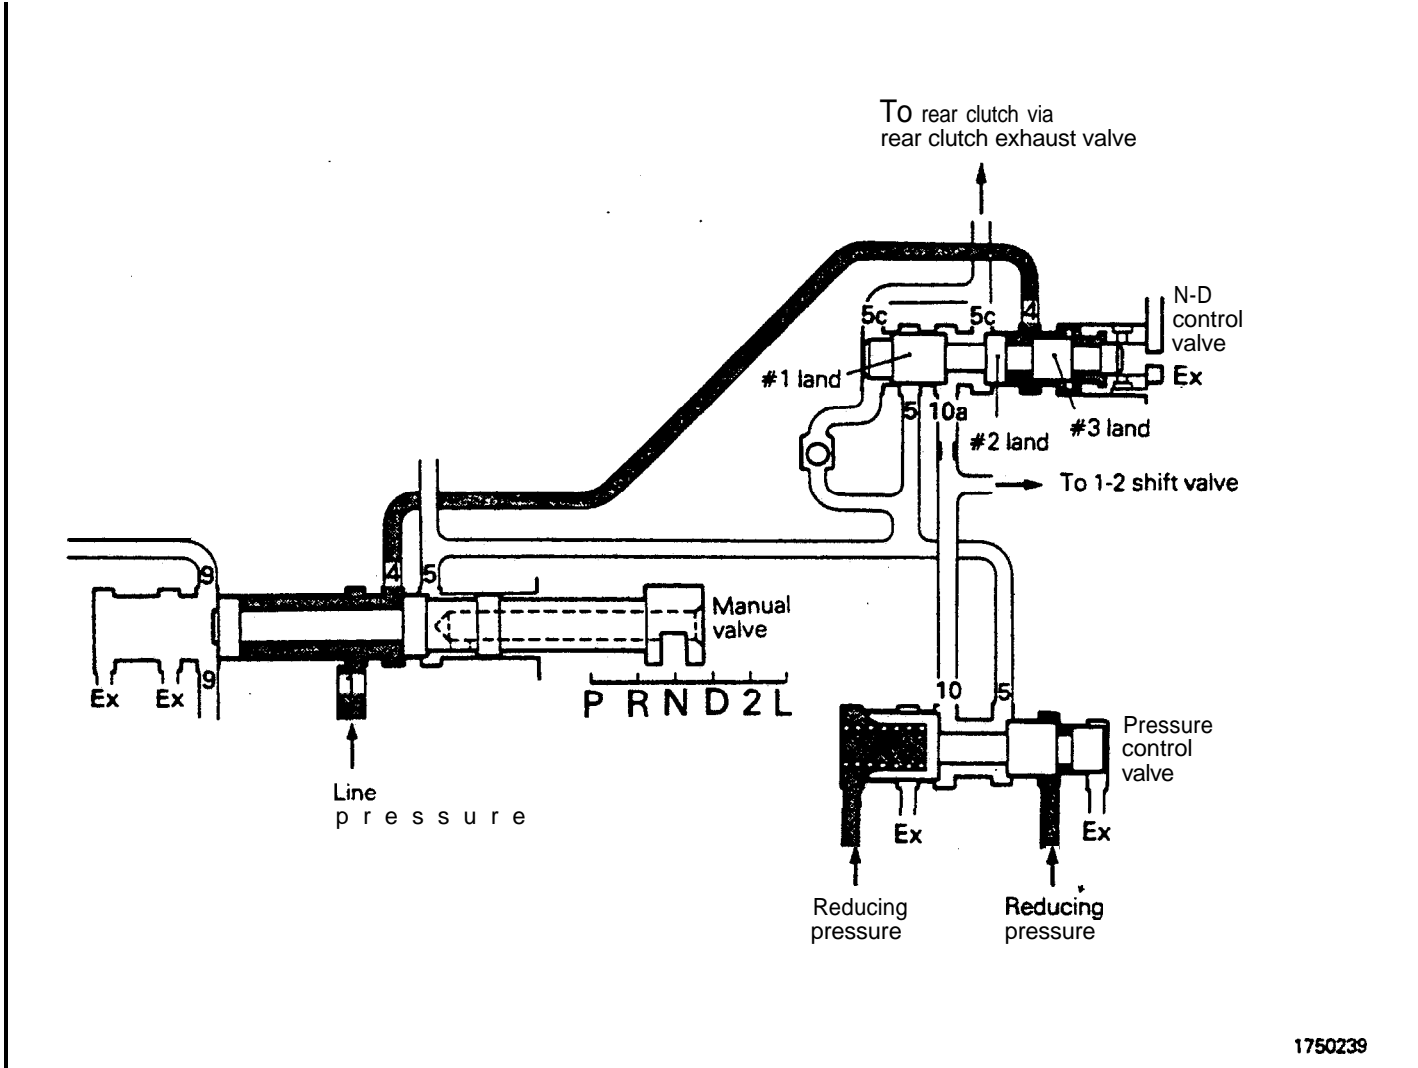 To rear clutch via
rear clutch exhaust valve
N-D
control
valve
5c
5c
4
Ex
#1 land
5
10a
#2 land
#3 land
To 1-2 shift valve
9
4
5
Manual
valve
Ex
Ex
9
1
P R N D 2 L
10
5
Pressure
control
valve
Line
pressure
Ex
Ex
Reducing
pressure
Reducing
pressure
1750239